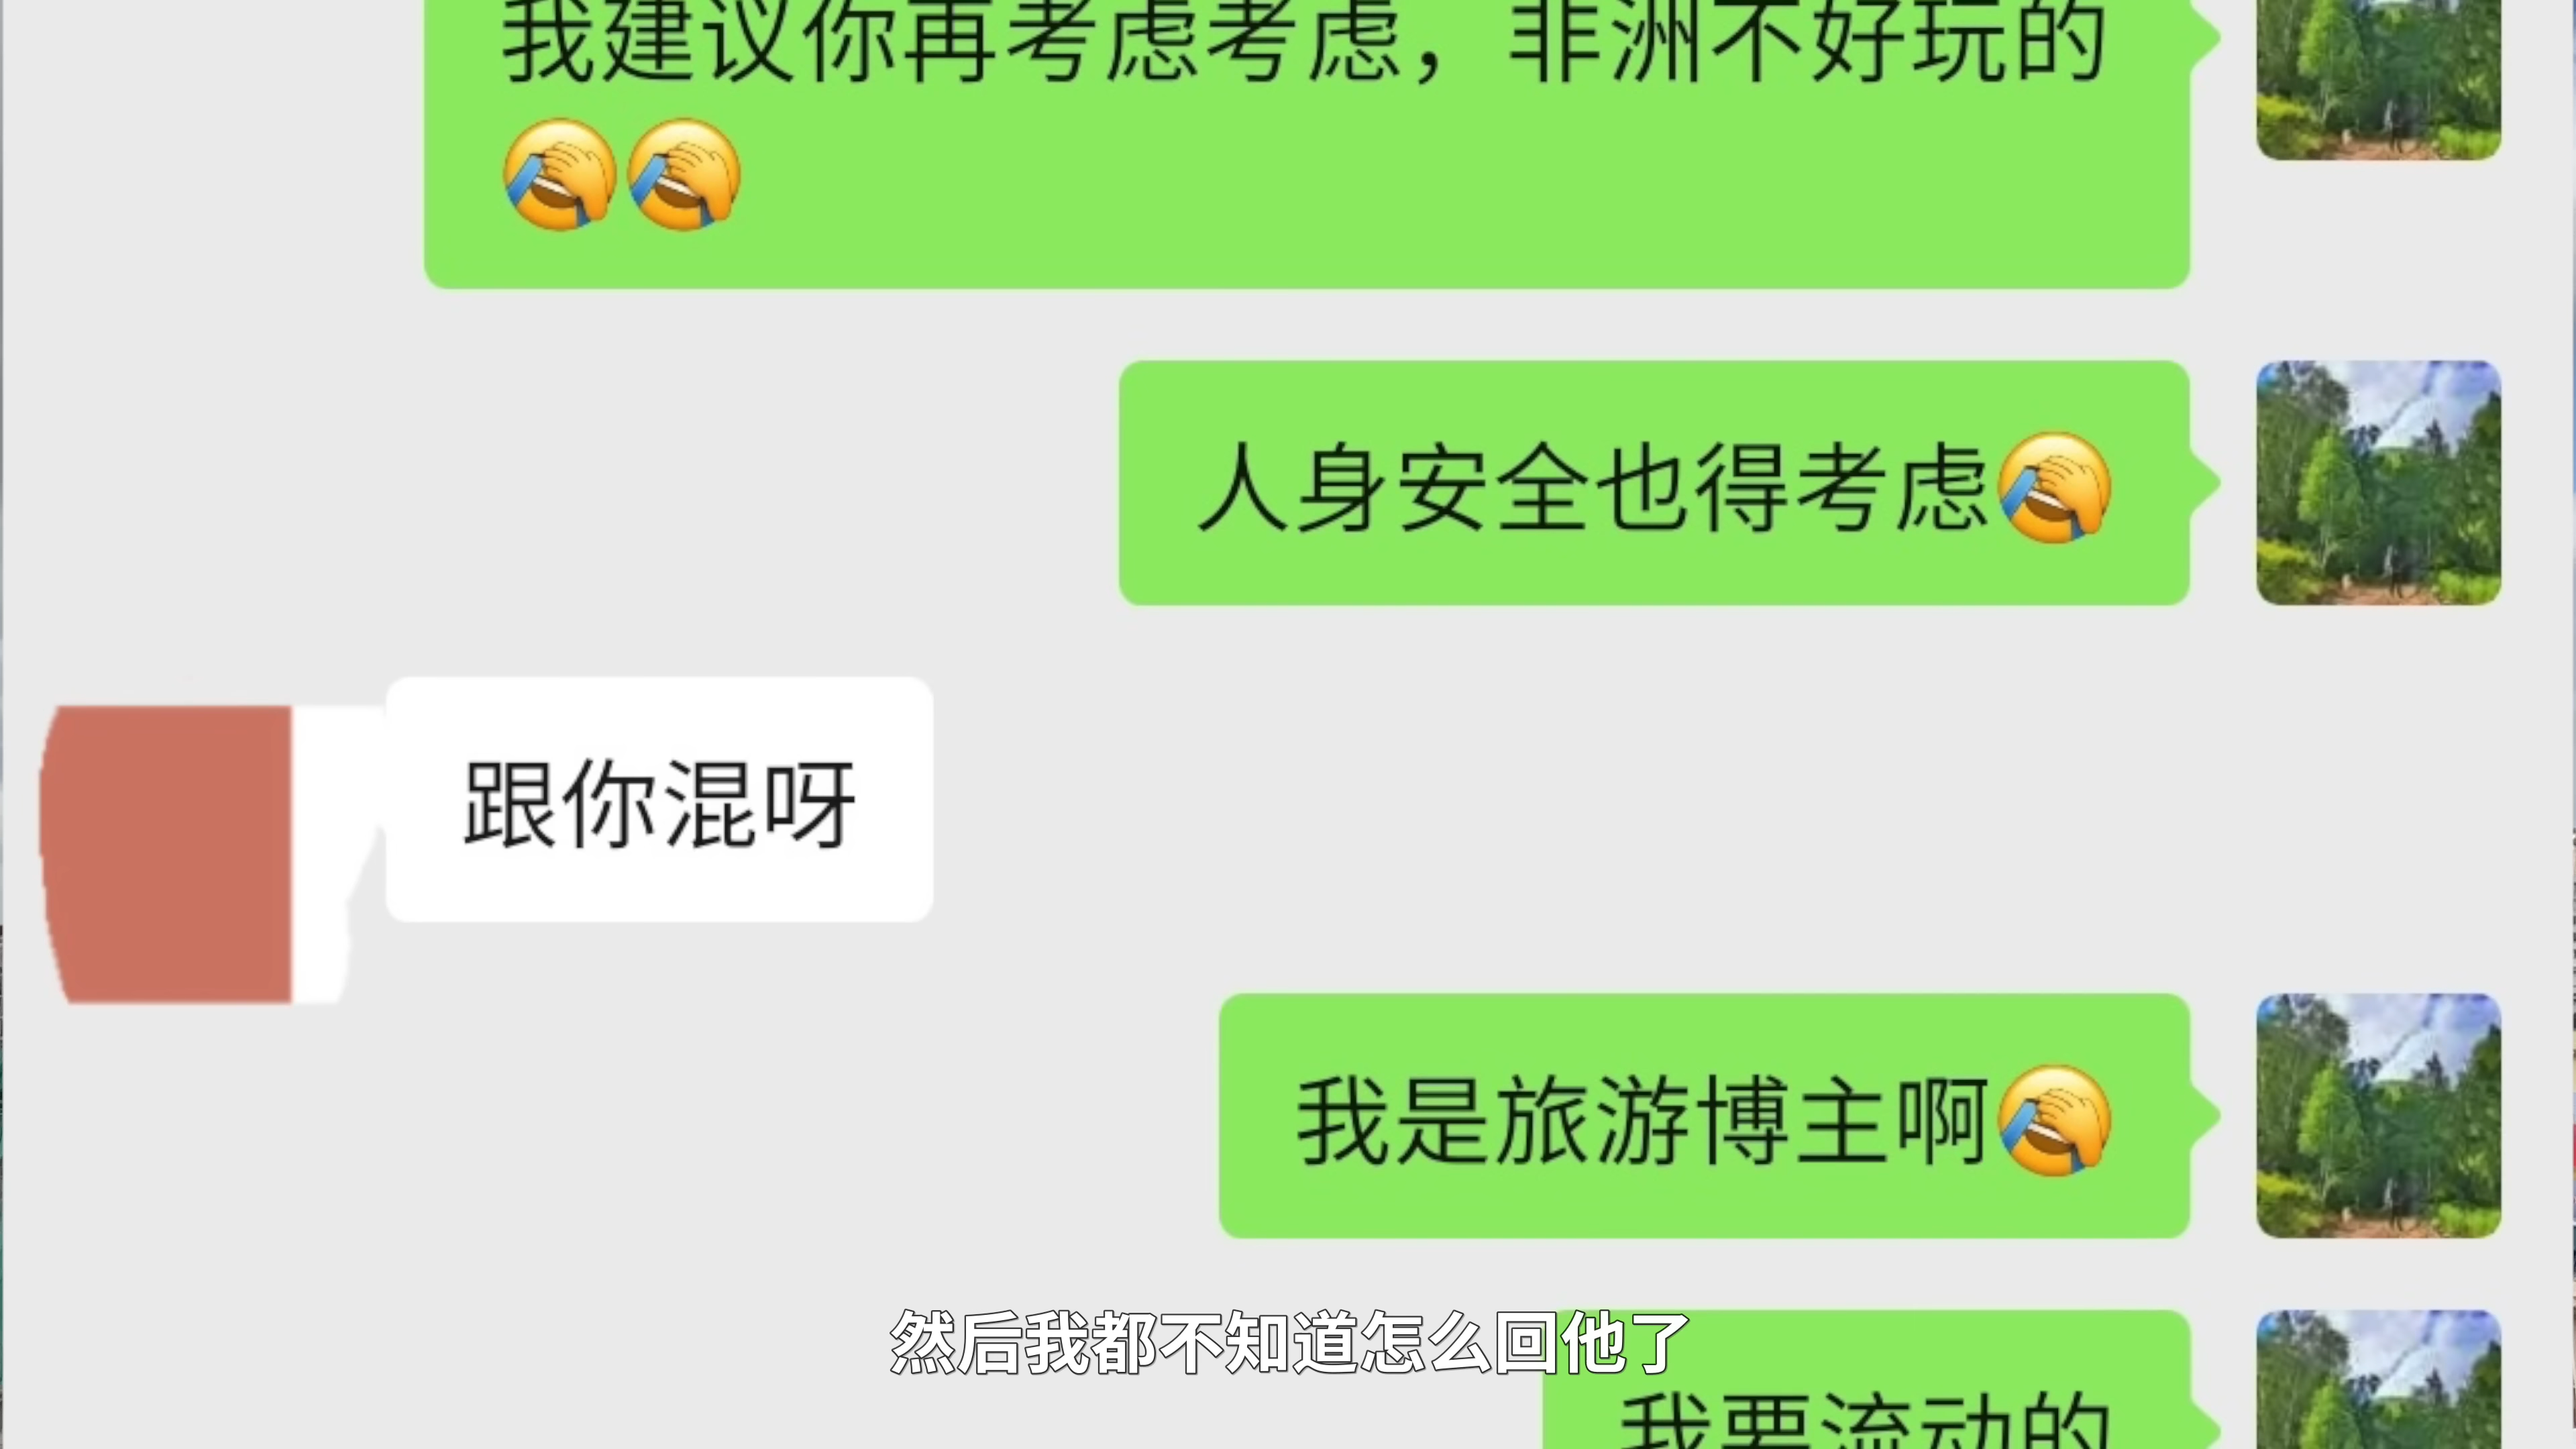 我建议你再考虑考虑，非洲不好玩的
🤦🤦
人身安全也得考虑🤦
跟你混呀
我是旅游博主啊🤦
然后我都不知道怎么回他了
我要流动的